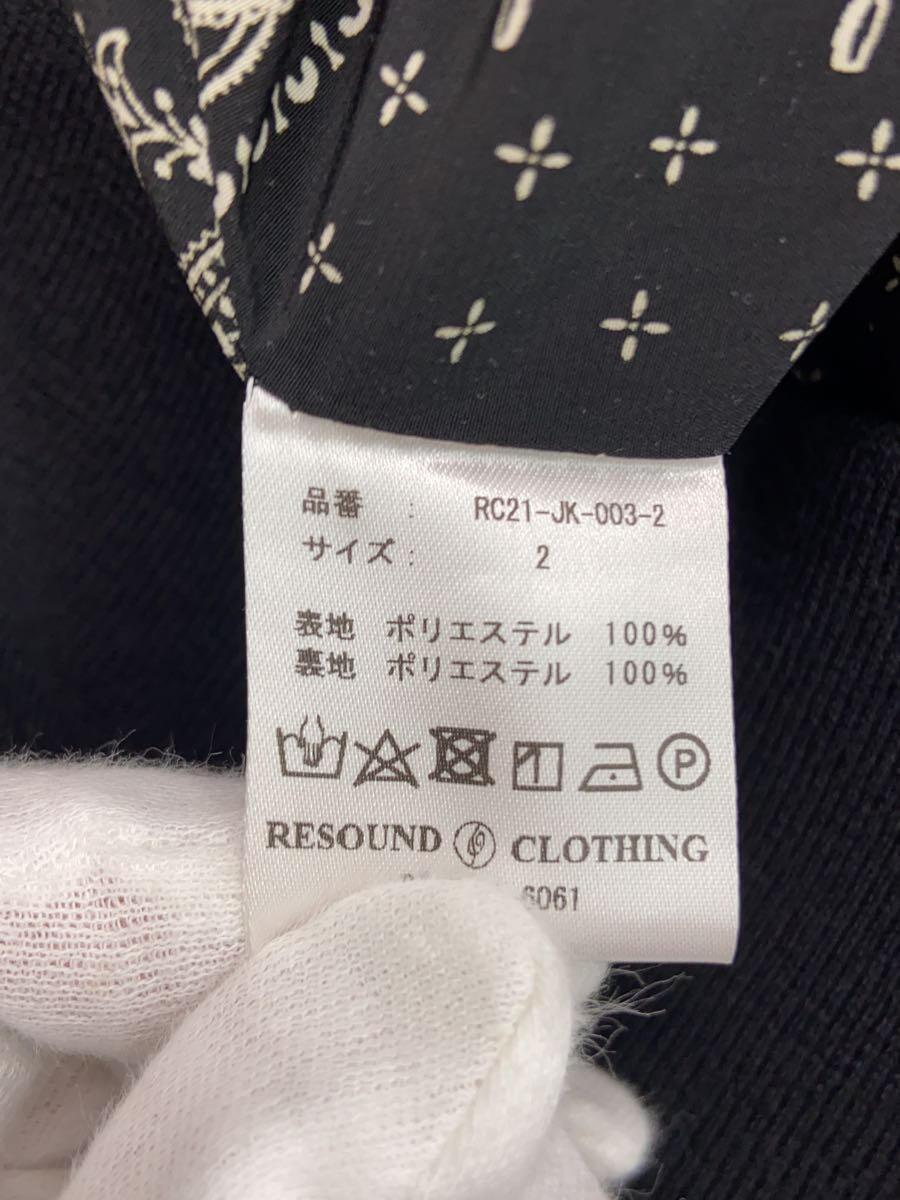 品番 : RC21-JK-003-2
サイズ : 2
表地 ポリエステル 100%
裏地 ポリエステル 100%
P
RESOUND CLOTHING
6061